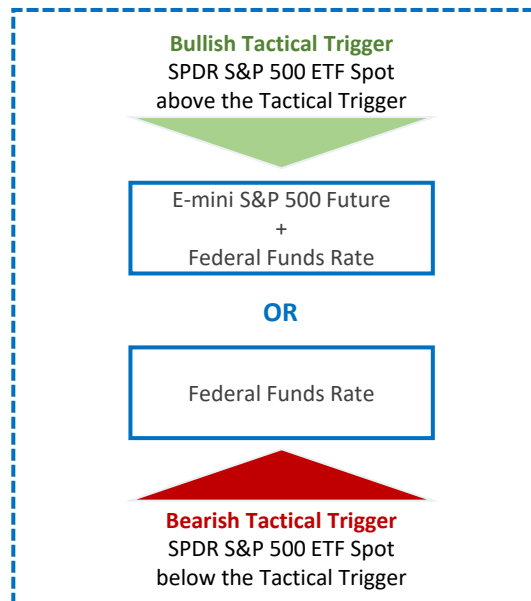 Bullish Tactical Trigger
SPDR S&P 500 ETF Spot
above the Tactical Trigger
E-mini S&P 500 Future
+
Federal Funds Rate
OR
Federal Funds Rate
Bearish Tactical Trigger
SPDR S&P 500 ETF Spot
below the Tactical Trigger